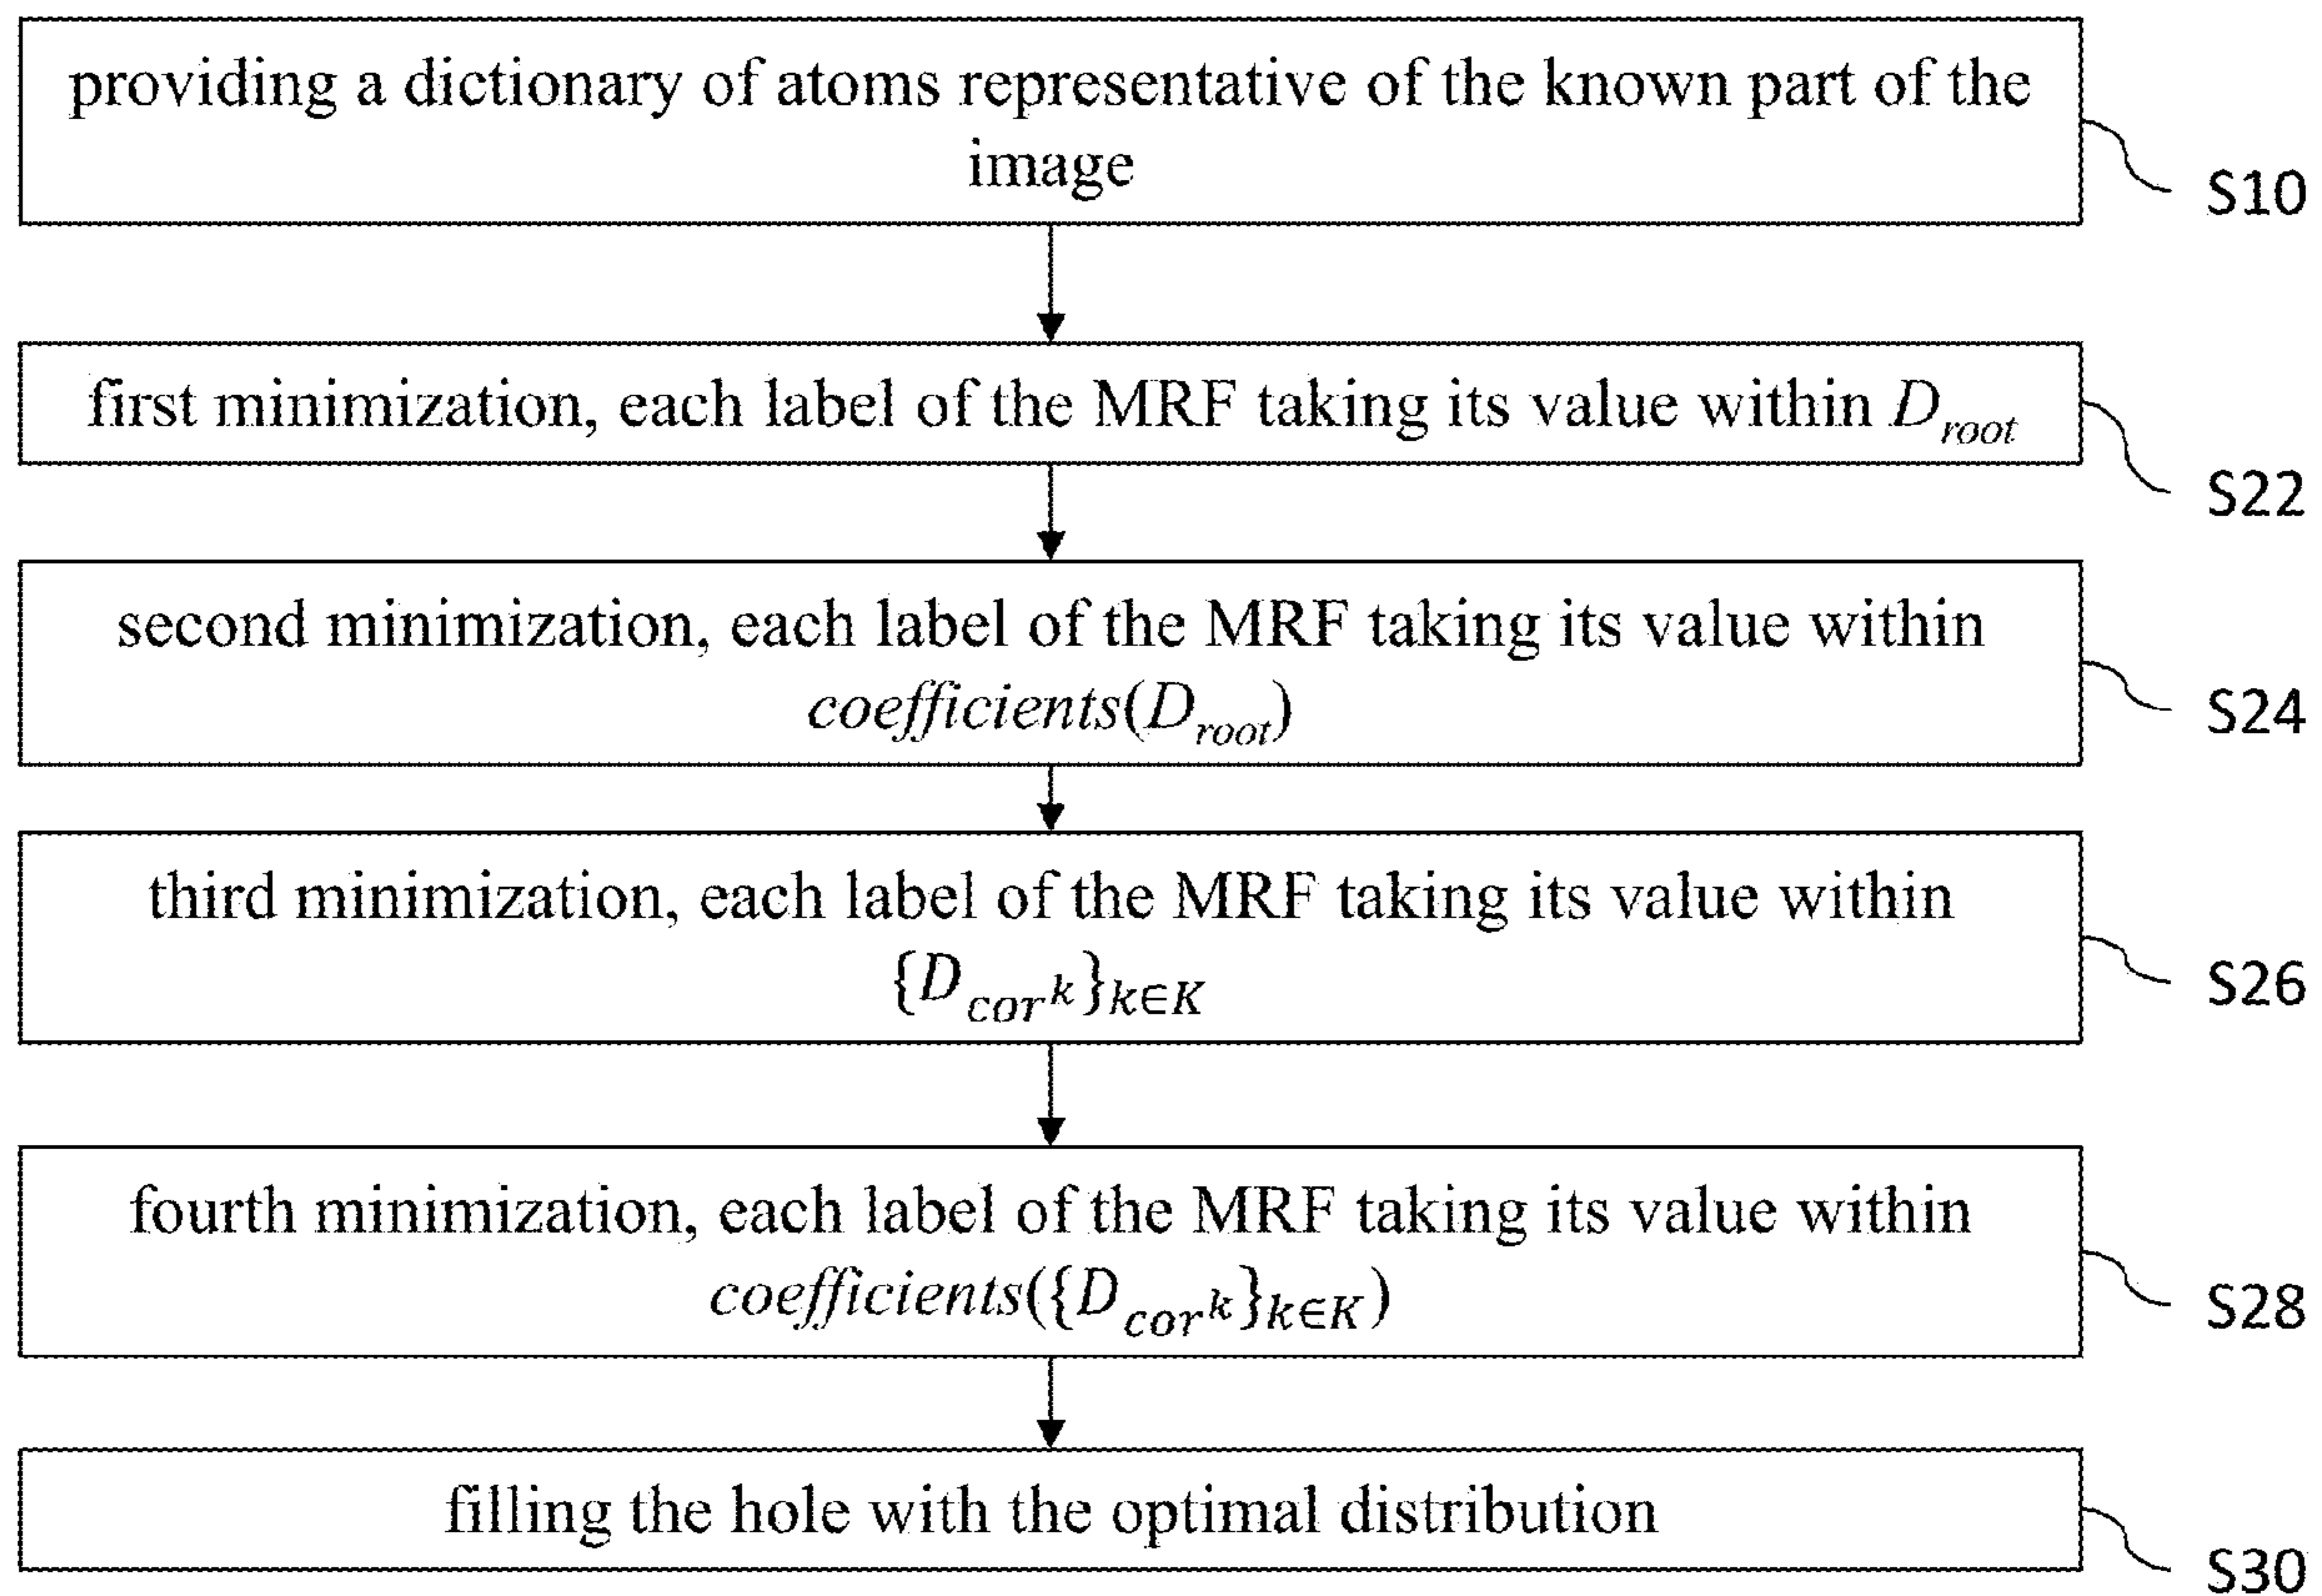 providing a dictionary of atoms representative of the known part of the
image
S10
first minimization, each label of the MRF taking its value within D_root
S22
second minimization, each label of the MRF taking its value within
coefficients(D_root)
S24
third minimization, each label of the MRF taking its value within
{D_cor^k}_k∈K
S26
fourth minimization, each label of the MRF taking its value within
coefficients({D_cor^k}_k∈K)
S28
filling the hole with the optimal distribution
S30